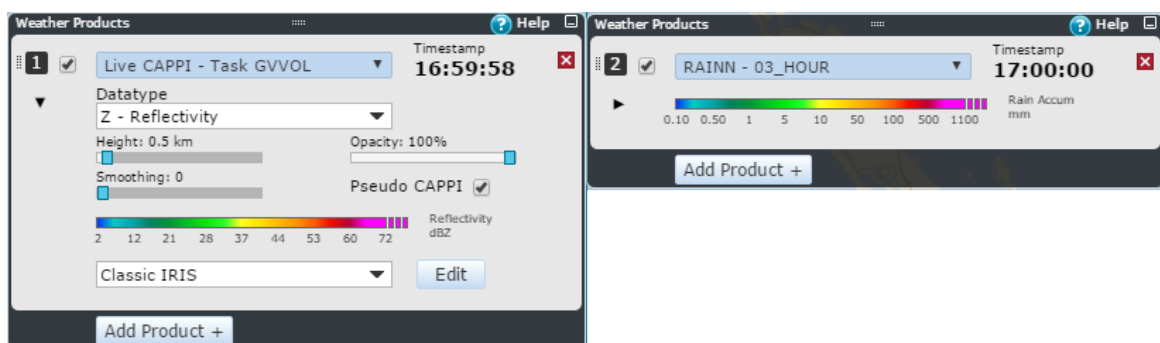 Weather Products
? Help
1
Live CAPPI - Task GVVOL
Timestamp
16:59:58
Datatype
Z - Reflectivity
Height: 0.5 km
Opacity: 100%
Smoothing: 0
Pseudo CAPPI
2 12 21 28 37 44 53 60 72
Reflectivity
dBZ
Classic IRIS
Edit
Add Product +
Weather Products
? Help
2
RAINN - 03_HOUR
Timestamp
17:00:00
0.10 0.50 1 5 10 50 100 500 1100
Rain Accum
mm
Add Product +